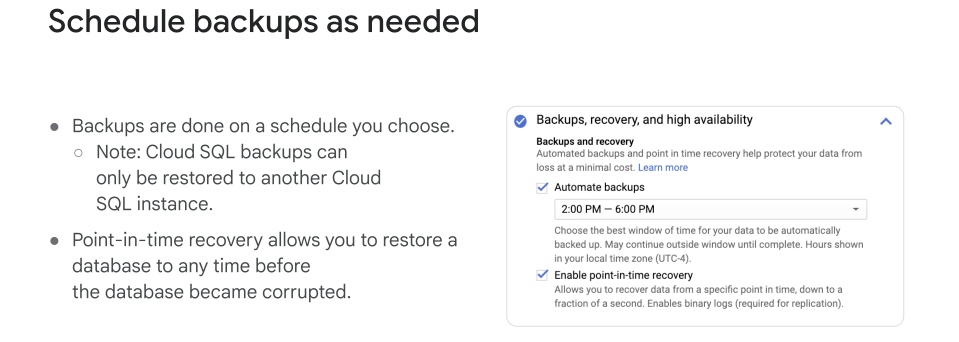 Schedule backups as needed
● Backups are done on a schedule you choose.
○ Note: Cloud SQL backups can
only be restored to another Cloud
SQL instance.
● Point-in-time recovery allows you to restore a
database to any time before
the database became corrupted.
Backups, recovery, and high availability
Backups and recovery
Automated backups and point in time recovery help protect your data from
loss at a minimal cost. Learn more
Automate backups
2:00 PM — 6:00 PM
Choose the best window of time for your data to be automatically
backed up. May continue outside window until complete. Hours shown
in your local time zone (UTC-4).
Enable point-in-time recovery
Allows you to recover data from a specific point in time, down to a
fraction of a second. Enables binary logs (required for replication).